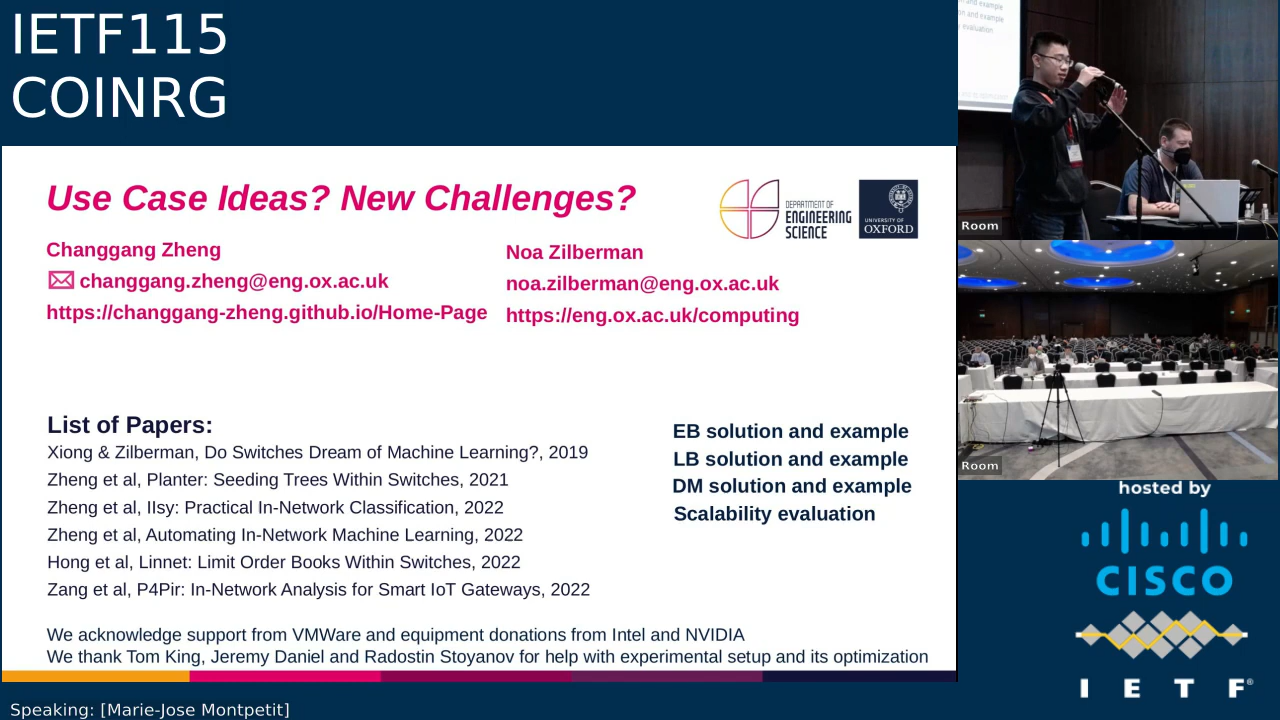 IETF115
COINRG
Use Case Ideas? New Challenges?
DEPARTMENT OF
ENGINEERING
SCIENCE
UNIVERSITY OF
OXFORD
Changgang Zheng
changgang.zheng@eng.ox.ac.uk
https://changgang-zheng.github.io/Home-Page
Noa Zilberman
noa.zilberman@eng.ox.ac.uk
https://eng.ox.ac.uk/computing
List of Papers:
Xiong & Zilberman, Do Switches Dream of Machine Learning?, 2019
Zheng et al, Planter: Seeding Trees Within Switches, 2021
Zheng et al, IIsy: Practical In-Network Classification, 2022
Zheng et al, Automating In-Network Machine Learning, 2022
Hong et al, Linnet: Limit Order Books Within Switches, 2022
Zang et al, P4Pir: In-Network Analysis for Smart IoT Gateways, 2022
EB solution and example
LB solution and example
DM solution and example
Scalability evaluation
We acknowledge support from VMWare and equipment donations from Intel and NVIDIA
We thank Tom King, Jeremy Daniel and Radostin Stoyanov for help with experimental setup and its optimization
Speaking: [Marie-Jose Montpetit]
and example
on and example
evaluation
Room
Room
hosted by
CISCO
I E T F®